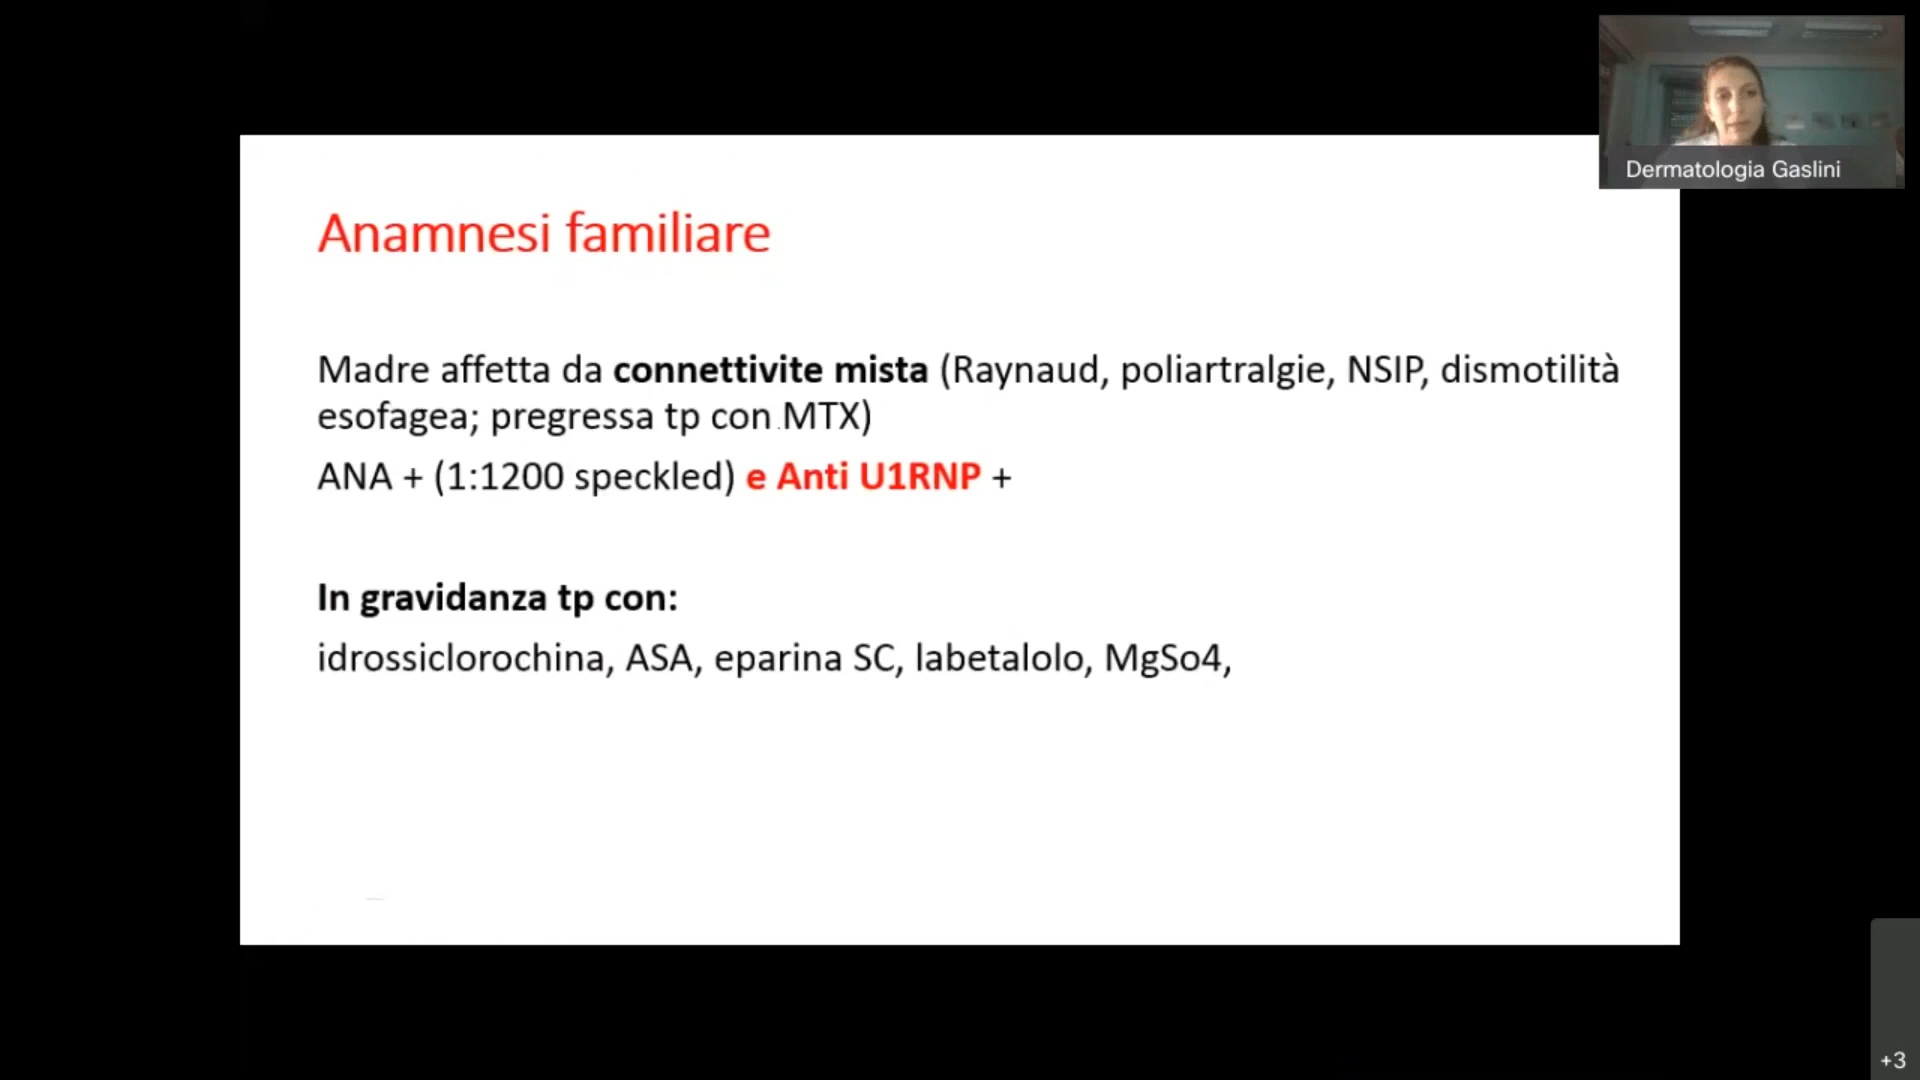 Dermatologia Gaslini
Anamnesi familiare
Madre affetta da connettivite mista (Raynaud, poliartralgie, NSIP, dismotilità
esofagea; pregressa tp con MTX)
ANA + (1:1200 speckled) e Anti U1RNP +
In gravidanza tp con:
idrossiclorochina, ASA, eparina SC, labetalolo, MgSo4,
+3